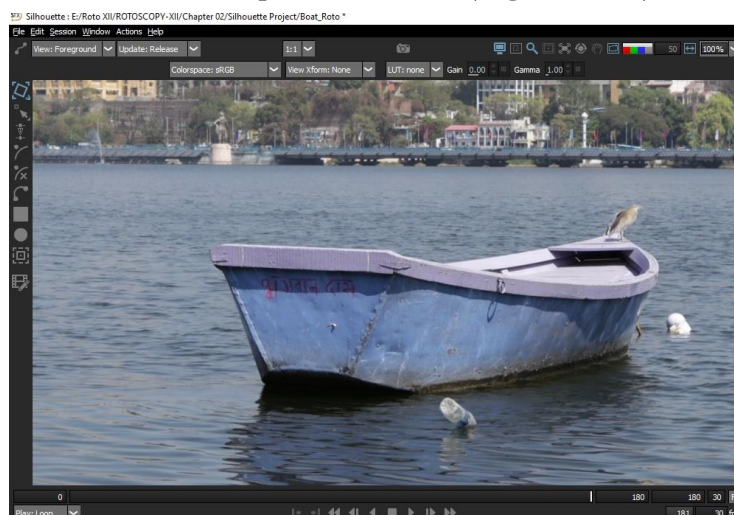 Silhouette : E:/Roto XII/ROTOSCOPY-XII/Chapter 02/Silhouette Project/Boat_Roto *
File Edit Session Window Actions Help
View: Foreground Update: Release 1:1 50 100%
Colorspace: sRGB View Xform: None LUT: none Gain 0.00 Gamma 1.00
0 180 180 30
Play: Loop 181 30